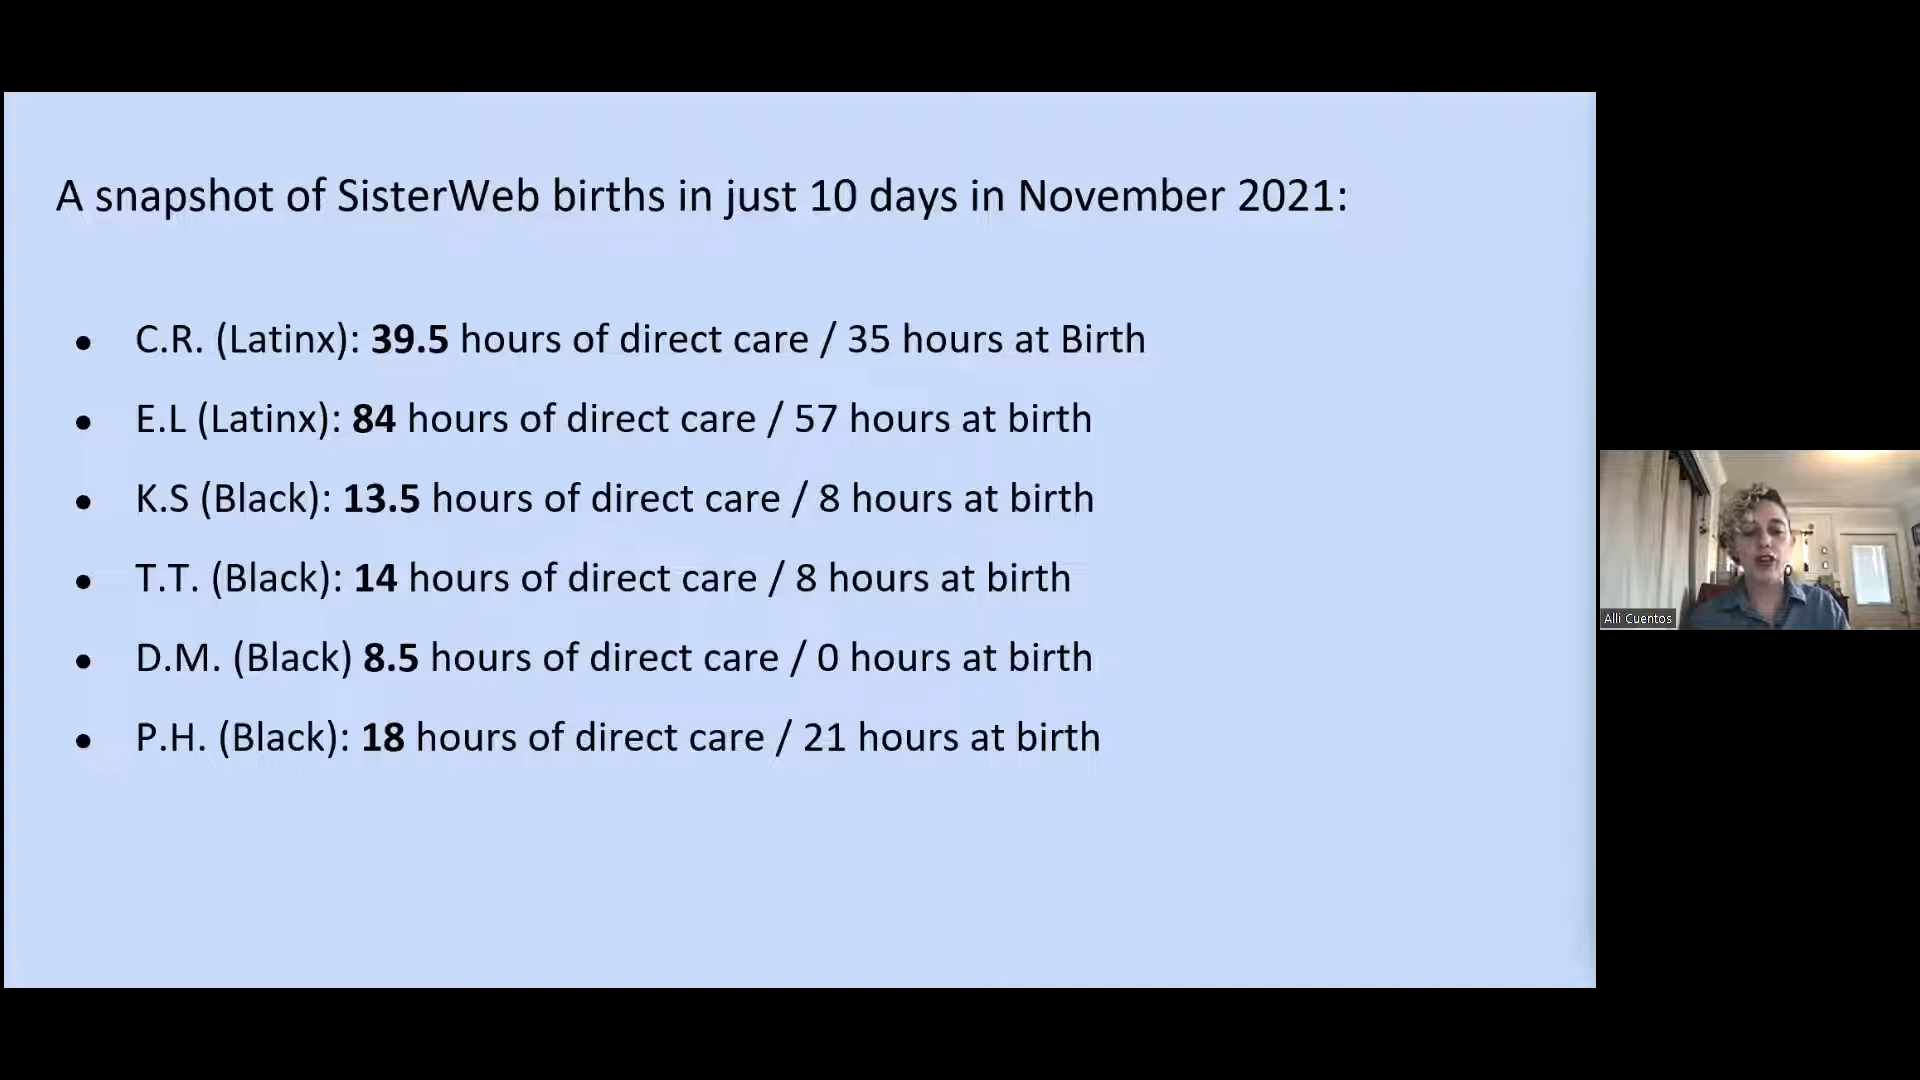 A snapshot of SisterWeb births in just 10 days in November 2021:
● C.R. (Latinx): 39.5 hours of direct care / 35 hours at Birth
● E.L (Latinx): 84 hours of direct care / 57 hours at birth
● K.S (Black): 13.5 hours of direct care / 8 hours at birth
● T.T. (Black): 14 hours of direct care / 8 hours at birth
● D.M. (Black) 8.5 hours of direct care / 0 hours at birth
● P.H. (Black): 18 hours of direct care / 21 hours at birth
Alli Cuentos